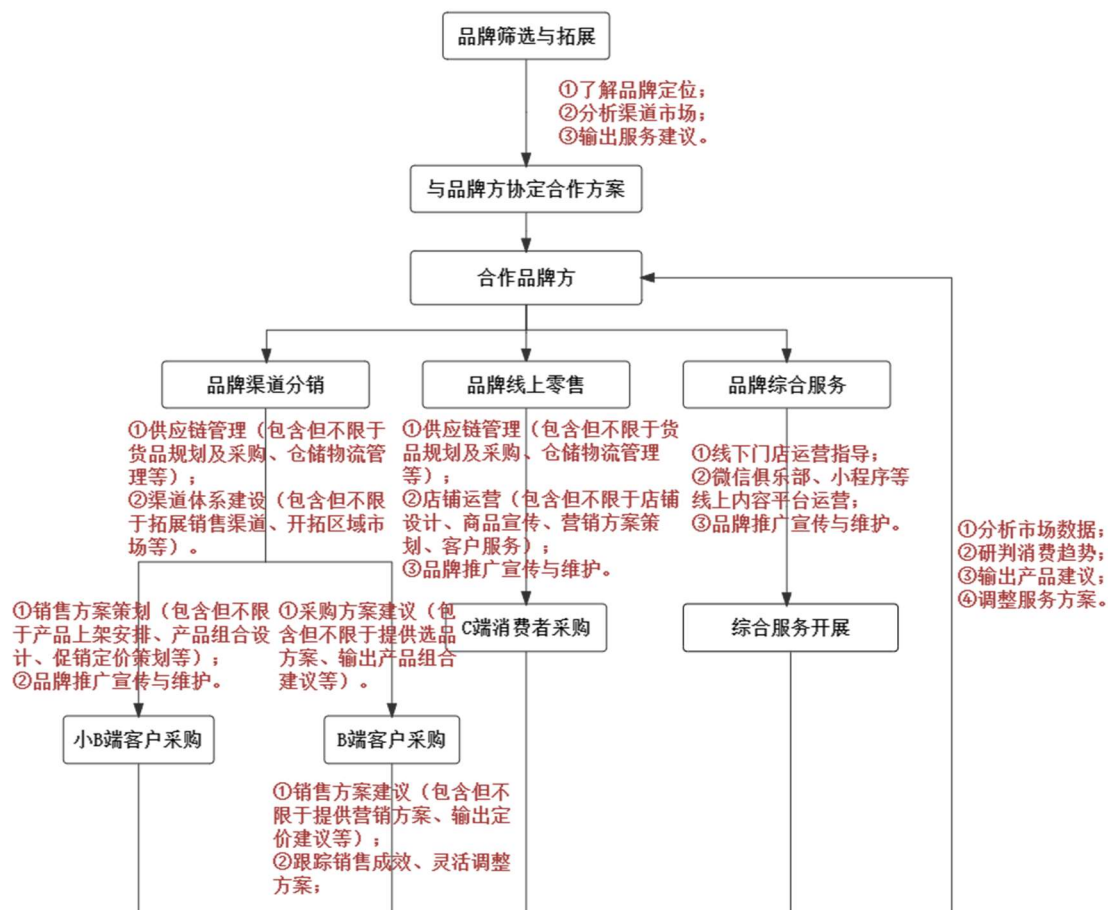 品牌筛选与拓展
①了解品牌定位；
②分析渠道市场；
③输出服务建议。
与品牌方协定合作方案
合作品牌方
品牌渠道分销
品牌线上零售
品牌综合服务
①供应链管理（包含但不限于
货品规划及采购、仓储物流管
理等）；
②渠道体系建设（包含但不限
于拓展销售渠道、开拓区域市
场等）。
①供应链管理（包含但不限于货
品规划及采购、仓储物流管理
等）；
②店铺运营（包含但不限于店铺
设计、商品宣传、营销方案策
划、客户服务）；
③品牌推广宣传与维护。
①线下门店运营指导；
②微信俱乐部、小程序等
线上内容平台运营；
③品牌推广宣传与维护。
①分析市场数据；
②研判消费趋势；
③输出产品建议；
④调整服务方案。
①销售方案策划（包含但不限
于产品上架安排、产品组合设
计、促销定价策划等）；
②品牌推广宣传与维护。
①采购方案建议（包
含但不限于提供选品
方案、输出产品组合
建议等）。
C端消费者采购
综合服务开展
小B端客户采购
B端客户采购
①销售方案建议（包含但不
限于提供营销方案、输出定
价建议等）；
②跟踪销售成效、灵活调整
方案；